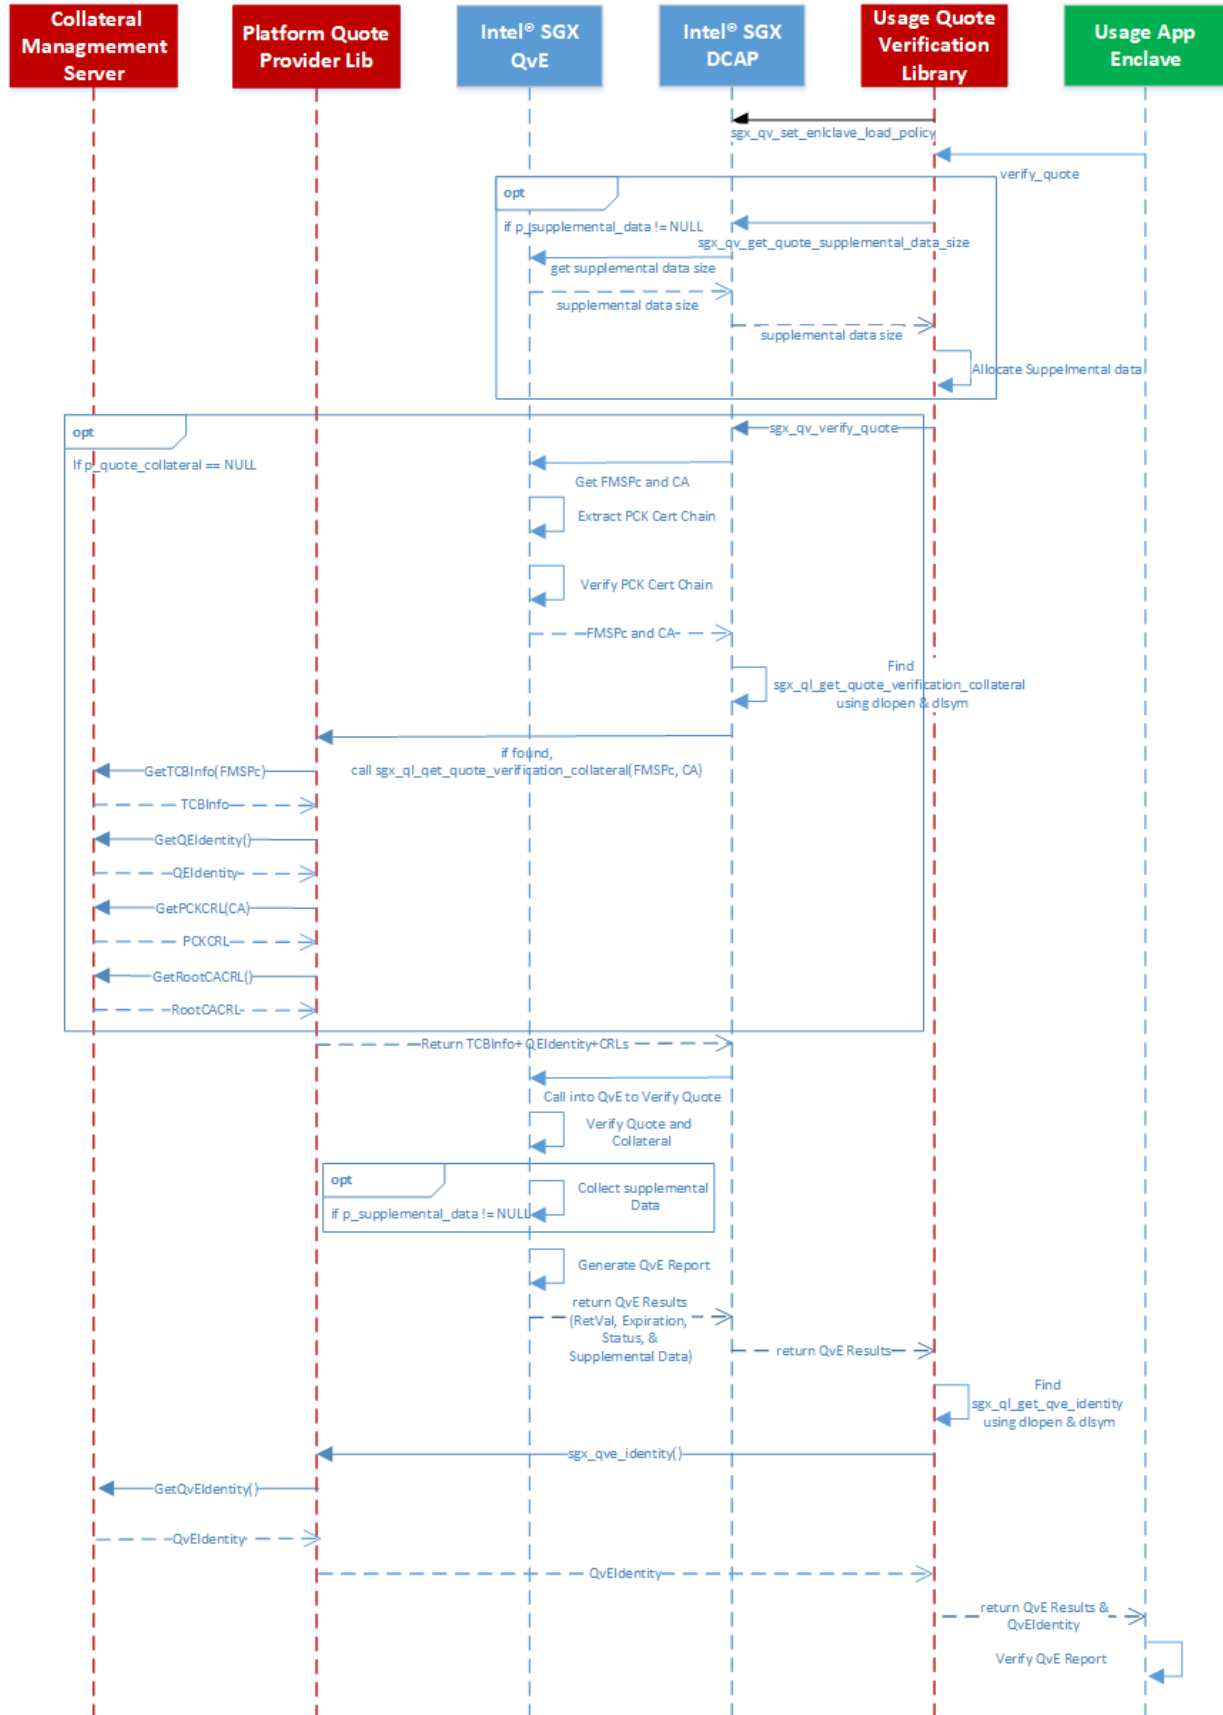 Collateral
Managmement
Server
Platform Quote
Provider Lib
Intel® SGX
QvE
Intel® SGX
DCAP
Usage Quote
Verification
Library
Usage App
Enclave
sgx_qv_set_enlclave_load_policy
verify_quote
opt
if p_supplemental_data != NULL
sgx_qv_get_quote_supplemental_data_size
get supplemental data size
supplemental data size
supplemental data size
Allocate Suppelmental data
opt
sgx_qv_verify_quote
If p_quote_collateral == NULL
Get FMSPc and CA
Extract PCK Cert Chain
Verify PCK Cert Chain
FMSPc and CA
Find
sgx_ql_get_quote_verification_collateral
using dlopen & dlsym
if found,
call sgx_ql_qet_quote_verification_collateral(FMSPc, CA)
GetTCBInfo(FMSPc)
TCBInfo
GetQEIdentity()
QEIdentity
GetPCKCRL(CA)
PCKCRL
GetRootCACRL()
RootCACRL
Return TCBInfo+QEIdentity+CRLs
Call into QvE to Verify Quote
Verify Quote and
Collateral
opt
Collect supplemental
Data
if p_supplemental_data != NULL
Generate QvE Report
return QvE Results
(RetVal, Expiration,
Status, &
Supplemental Data)
return QvE Results
Find
sgx_ql_get_qve_identity
using dlopen & dlsym
sgx_qve_identity()
GetQvEIdentity()
QvEIdentity
QvEIdentity
return QvE Results &
QvEIdentity
Verify QvE Report